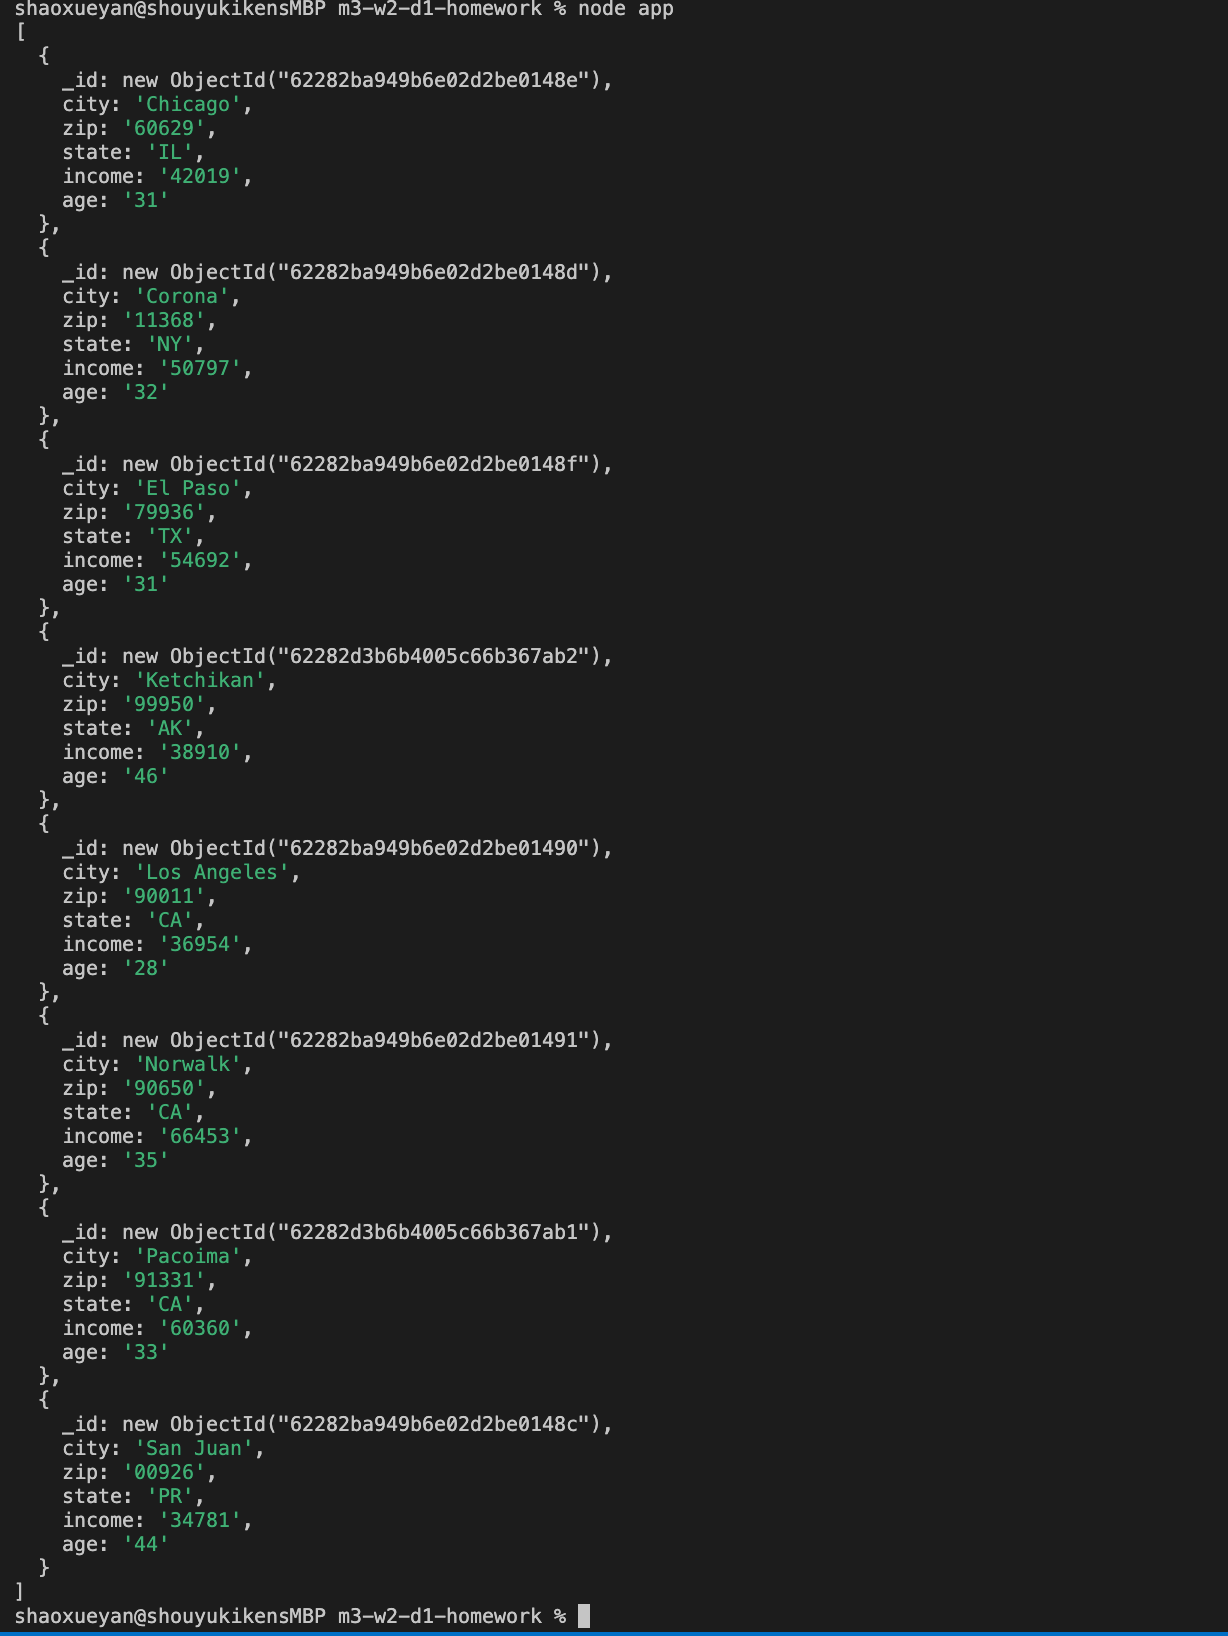 shaoxueyan@shouyukikensMBP m3-w2-d1-homework % node app
[
  {
    _id: new ObjectId("62282ba949b6e02d2be0148e"),
    city: 'Chicago',
    zip: '60629',
    state: 'IL',
    income: '42019',
    age: '31'
  },
  {
    _id: new ObjectId("62282ba949b6e02d2be0148d"),
    city: 'Corona',
    zip: '11368',
    state: 'NY',
    income: '50797',
    age: '32'
  },
  {
    _id: new ObjectId("62282ba949b6e02d2be0148f"),
    city: 'El Paso',
    zip: '79936',
    state: 'TX',
    income: '54692',
    age: '31'
  },
  {
    _id: new ObjectId("62282d3b6b4005c66b367ab2"),
    city: 'Ketchikan',
    zip: '99950',
    state: 'AK',
    income: '38910',
    age: '46'
  },
  {
    _id: new ObjectId("62282ba949b6e02d2be01490"),
    city: 'Los Angeles',
    zip: '90011',
    state: 'CA',
    income: '36954',
    age: '28'
  },
  {
    _id: new ObjectId("62282ba949b6e02d2be01491"),
    city: 'Norwalk',
    zip: '90650',
    state: 'CA',
    income: '66453',
    age: '35'
  },
  {
    _id: new ObjectId("62282d3b6b4005c66b367ab1"),
    city: 'Pacoima',
    zip: '91331',
    state: 'CA',
    income: '60360',
    age: '33'
  },
  {
    _id: new ObjectId("62282ba949b6e02d2be0148c"),
    city: 'San Juan',
    zip: '00926',
    state: 'PR',
    income: '34781',
    age: '44'
  }
]
shaoxueyan@shouyukikensMBP m3-w2-d1-homework %